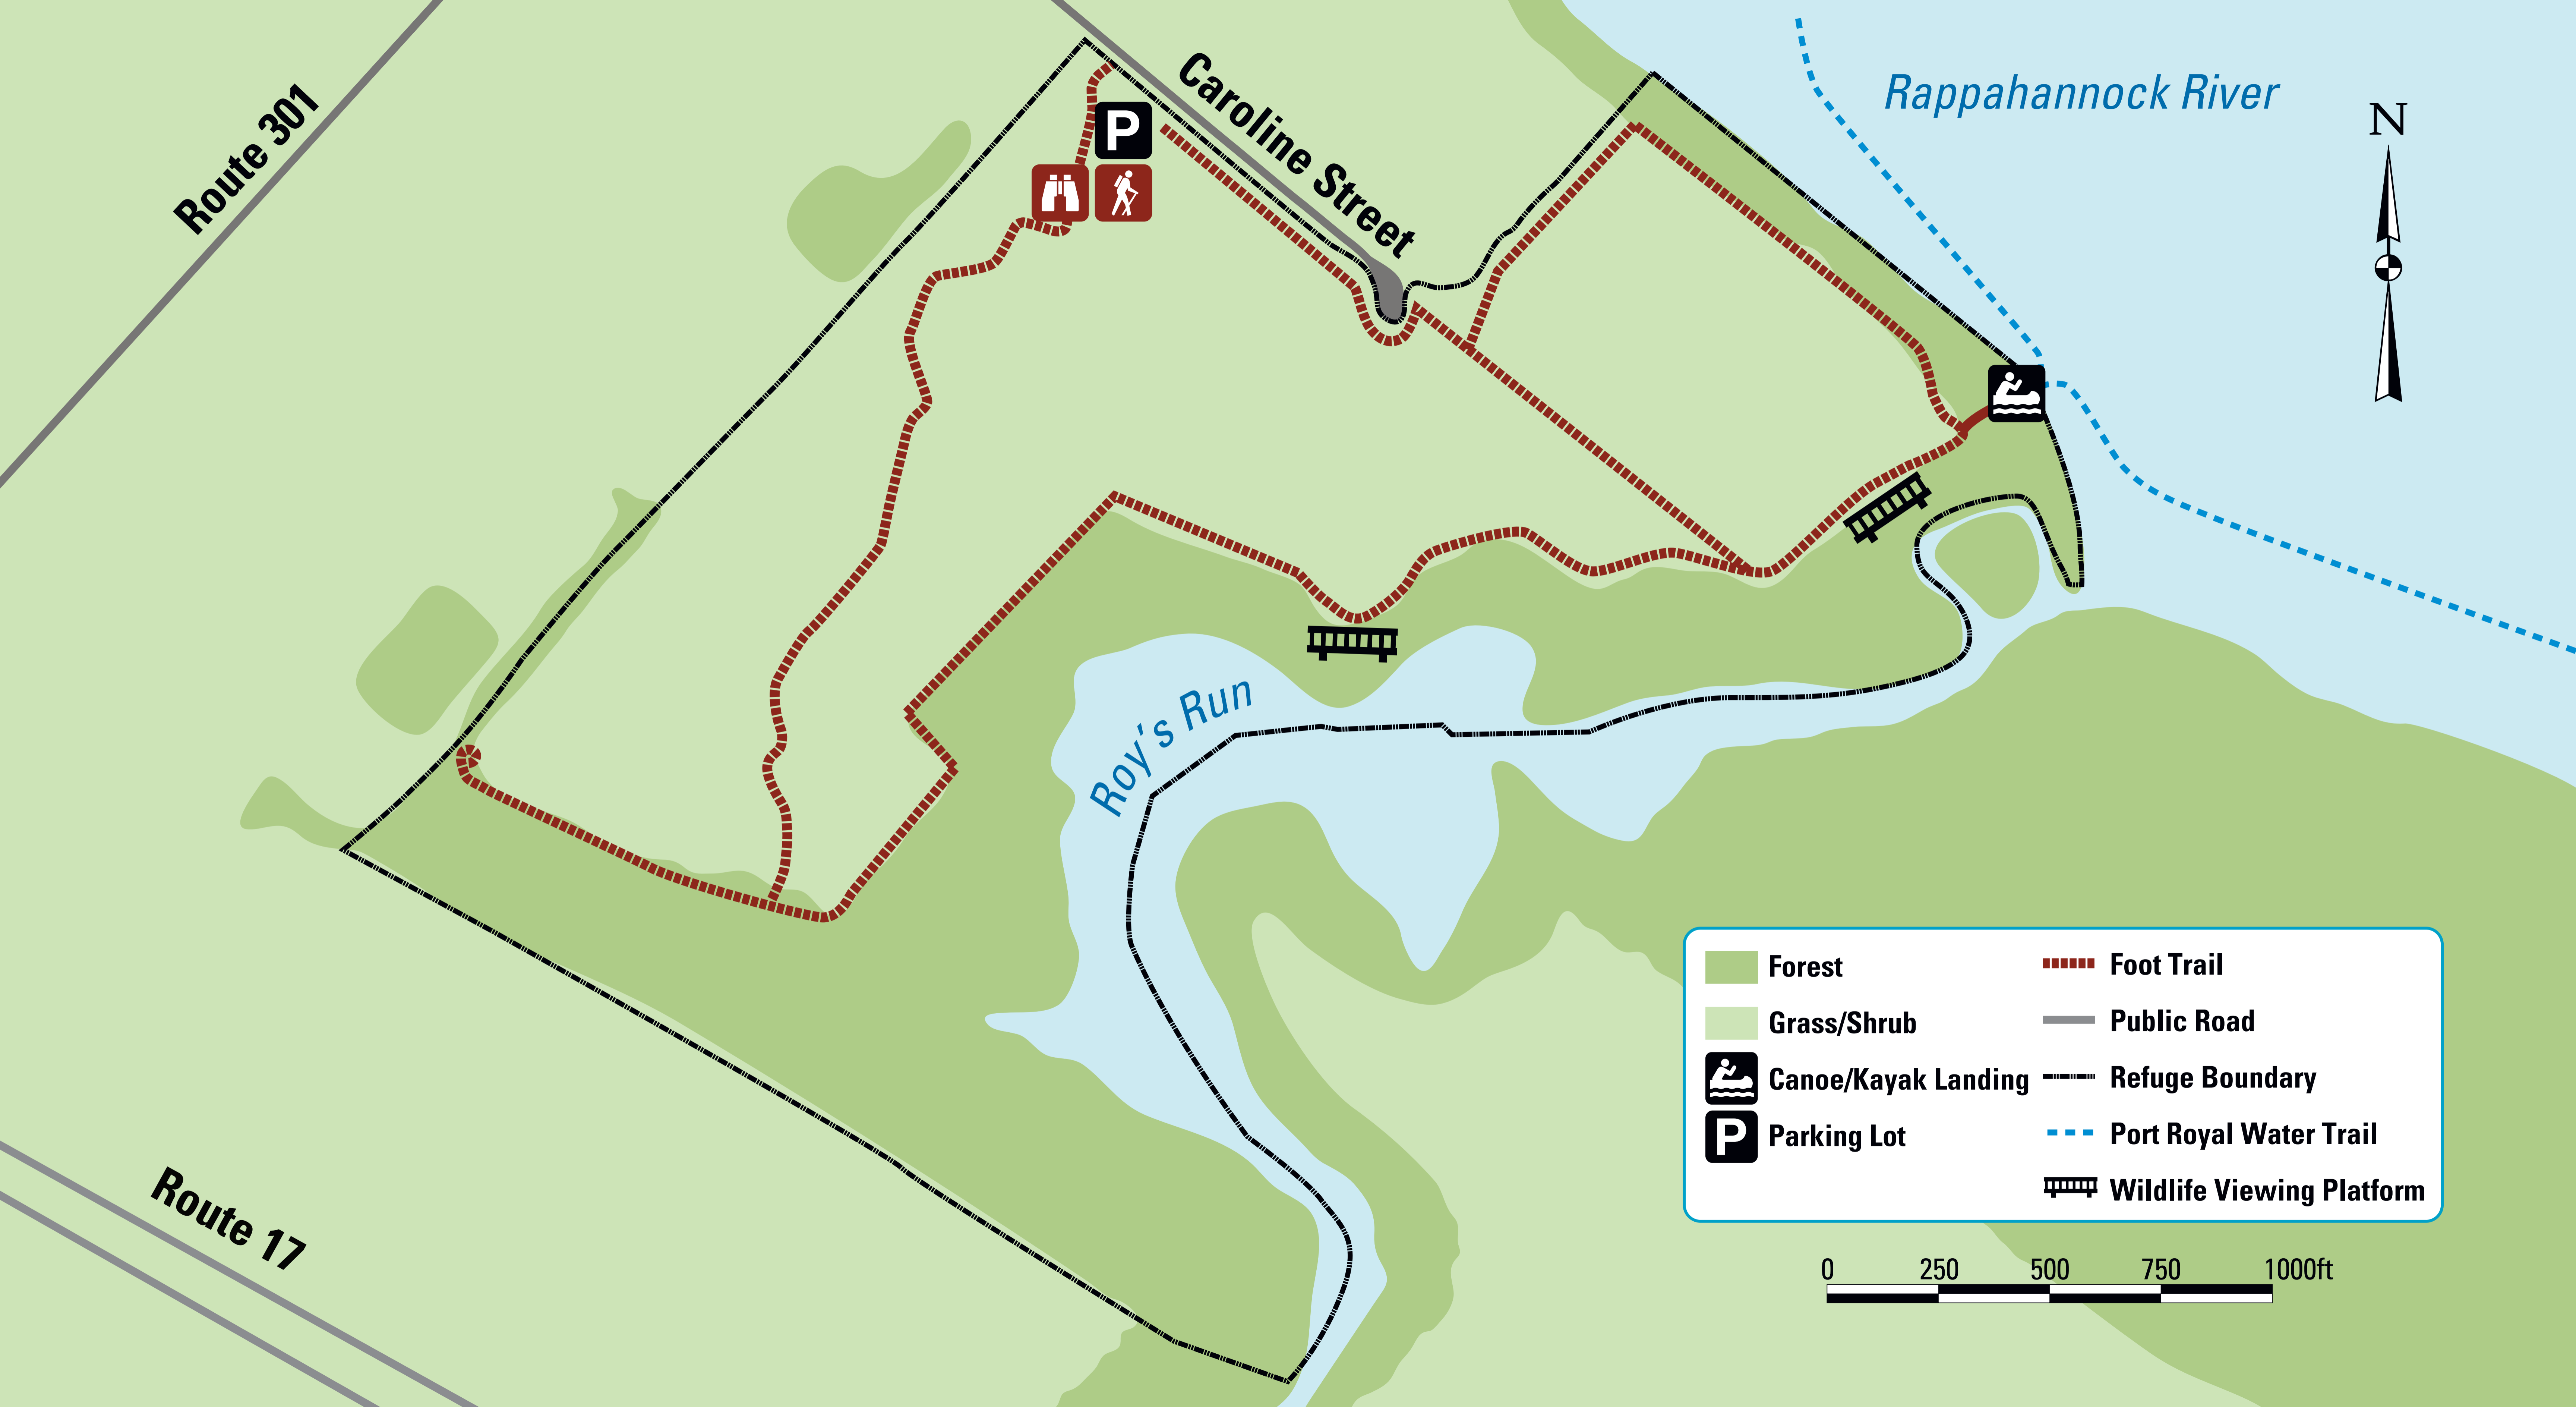 Route 301
Caroline Street
Rappahannock River
N
P
Roy's Run
Route 17
Forest
Grass/Shrub
Canoe/Kayak Landing
P
Parking Lot
Foot Trail
Public Road
Refuge Boundary
Port Royal Water Trail
Wildlife Viewing Platform
0 250 500 750 1000ft